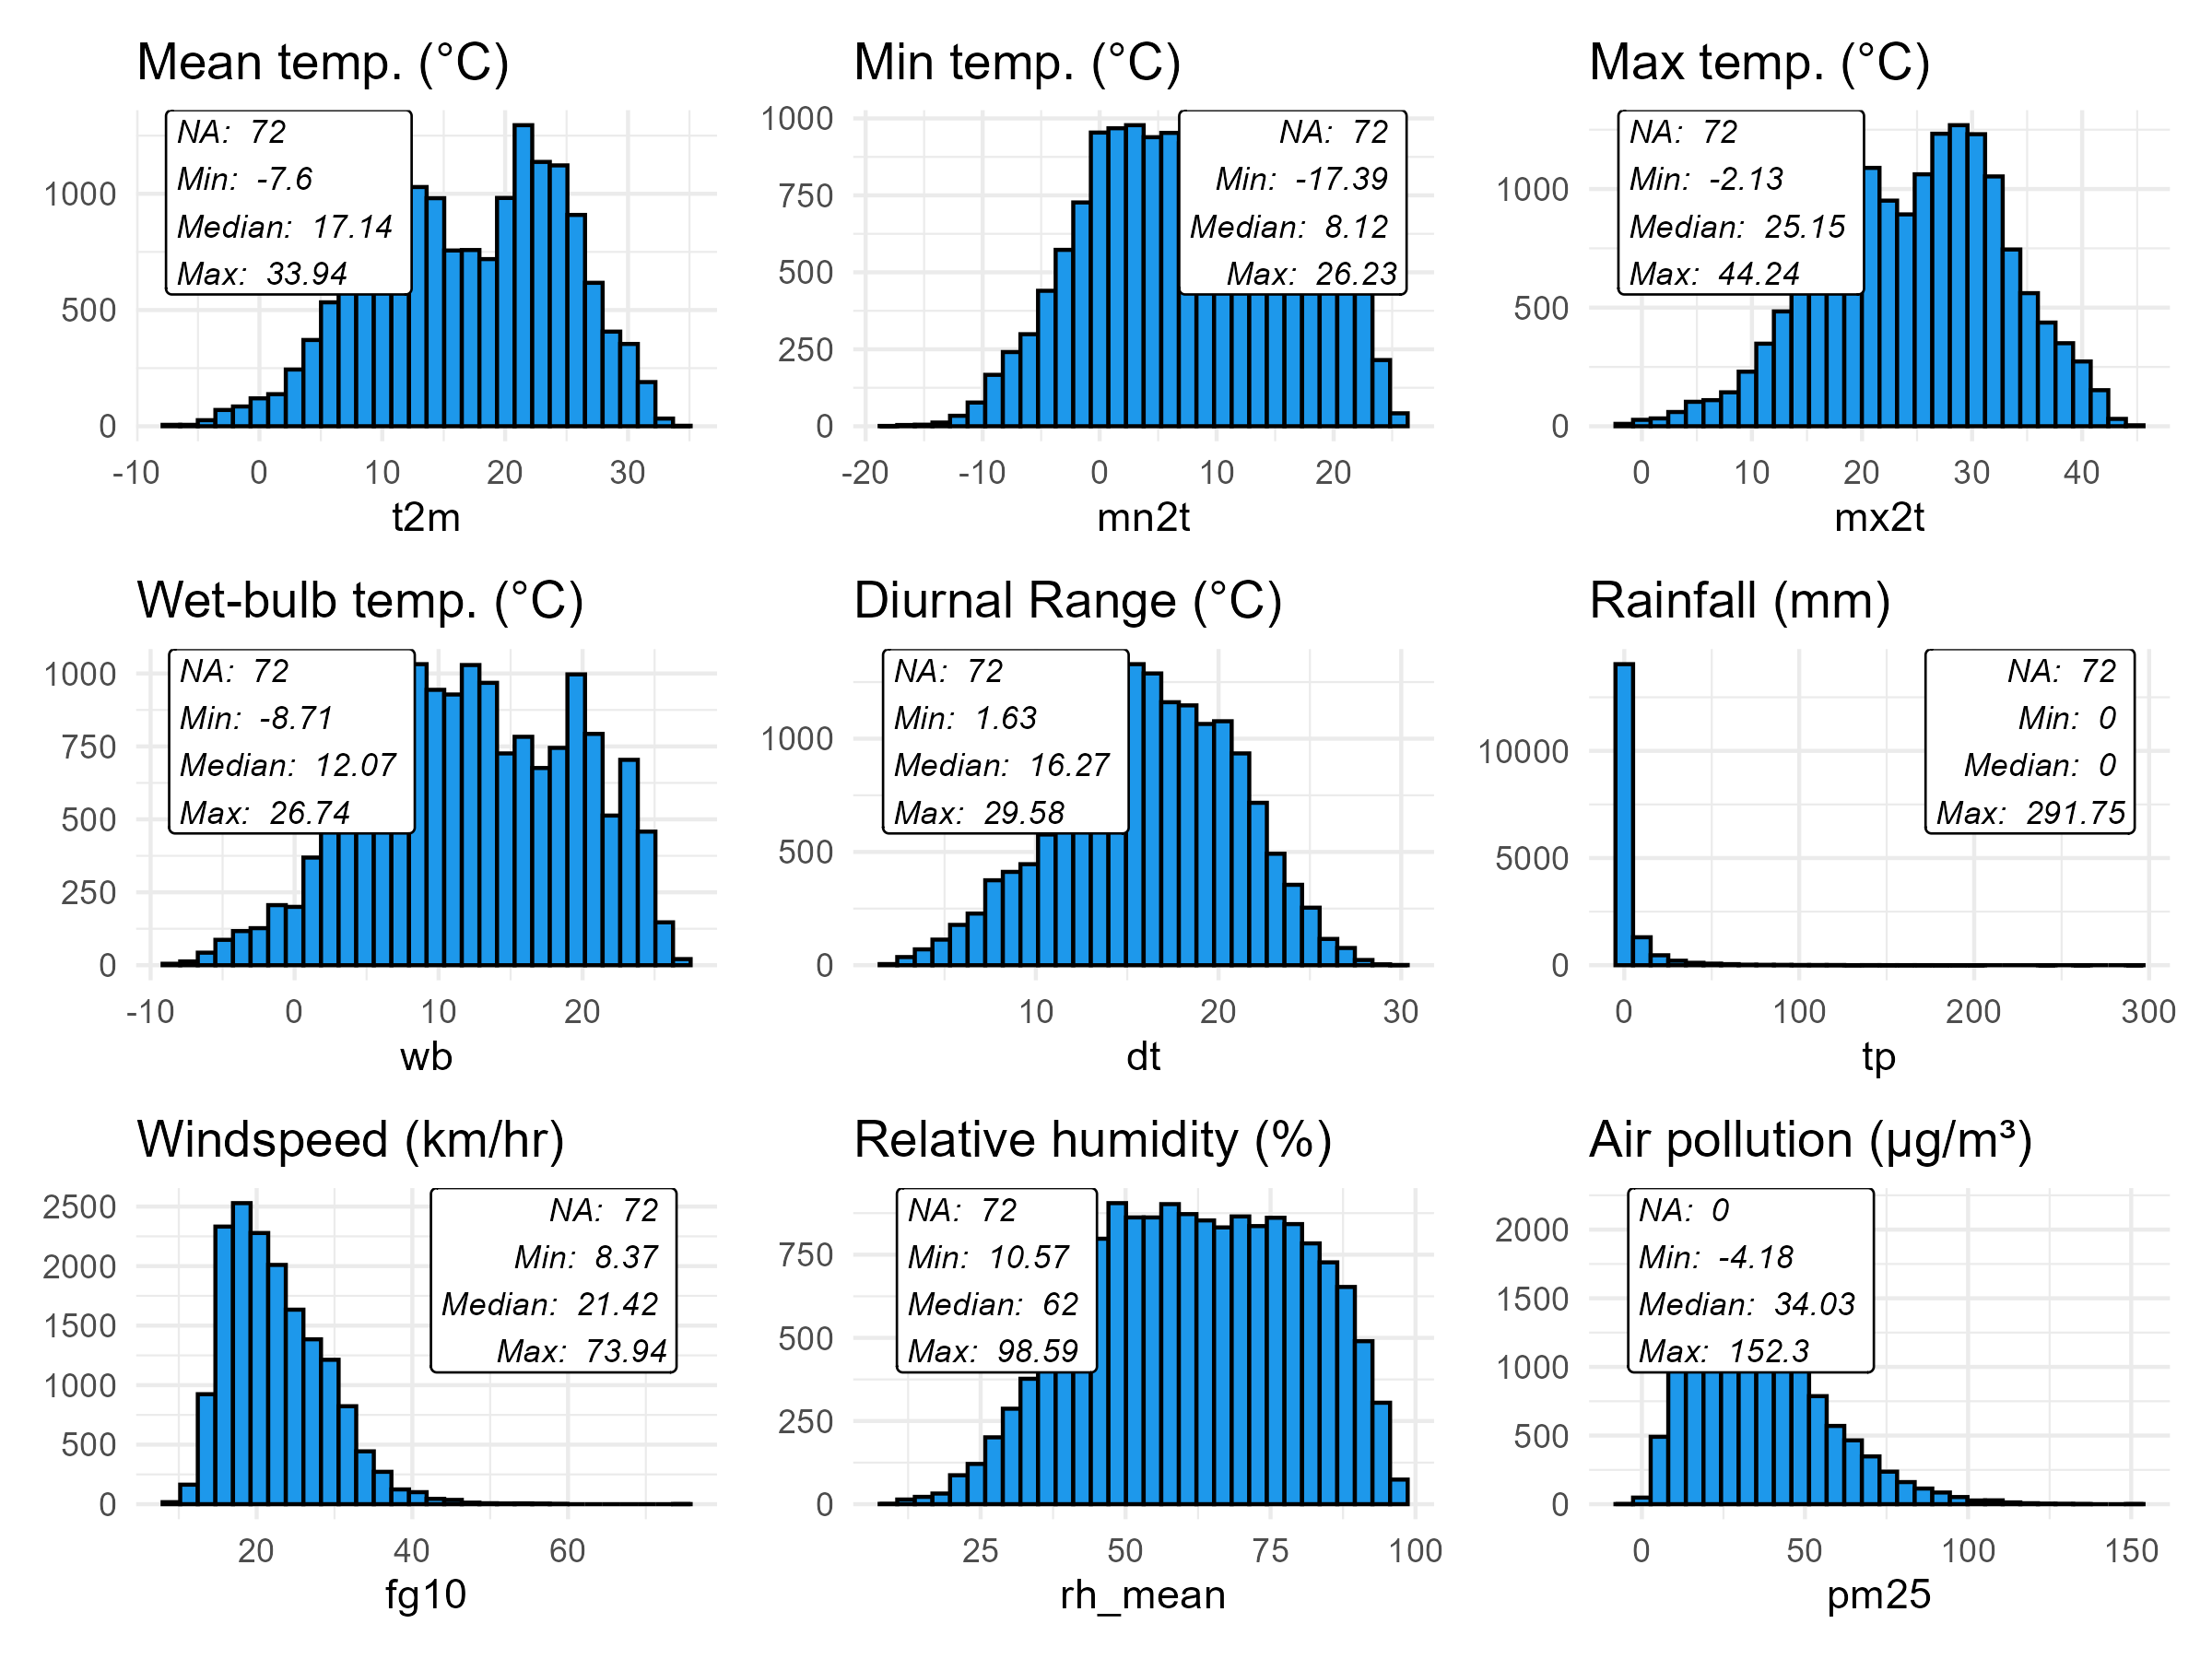 Mean temp. (°C)
NA: 72
Min: -7.6
Median: 17.14
Max: 33.94
1000
500
0
-10 0 10 20 30
t2m
Min temp. (°C)
NA: 72
Min: -17.39
Median: 8.12
Max: 26.23
1000
750
500
250
0
-20 -10 0 10 20
mn2t
Max temp. (°C)
NA: 72
Min: -2.13
Median: 25.15
Max: 44.24
1000
500
0
0 10 20 30 40
mx2t
Wet-bulb temp. (°C)
NA: 72
Min: -8.71
Median: 12.07
Max: 26.74
1000
750
500
250
0
-10 0 10 20
wb
Diurnal Range (°C)
NA: 72
Min: 1.63
Median: 16.27
Max: 29.58
1000
500
0
10 20 30
dt
Rainfall (mm)
NA: 72
Min: 0
Median: 0
Max: 291.75
10000
5000
0
0 100 200 300
tp
Windspeed (km/hr)
NA: 72
Min: 8.37
Median: 21.42
Max: 73.94
2500
2000
1500
1000
500
0
20 40 60
fg10
Relative humidity (%)
NA: 72
Min: 10.57
Median: 62
Max: 98.59
750
500
250
0
25 50 75 100
rh_mean
Air pollution (µg/m³)
NA: 0
Min: -4.18
Median: 34.03
Max: 152.3
2000
1500
1000
500
0
0 50 100 150
pm25